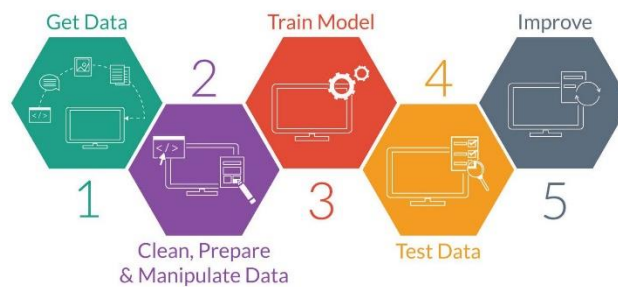 Get Data
1
2
Clean, Prepare
& Manipulate Data
Train Model
3
4
Test Data
Improve
5
</>
</>